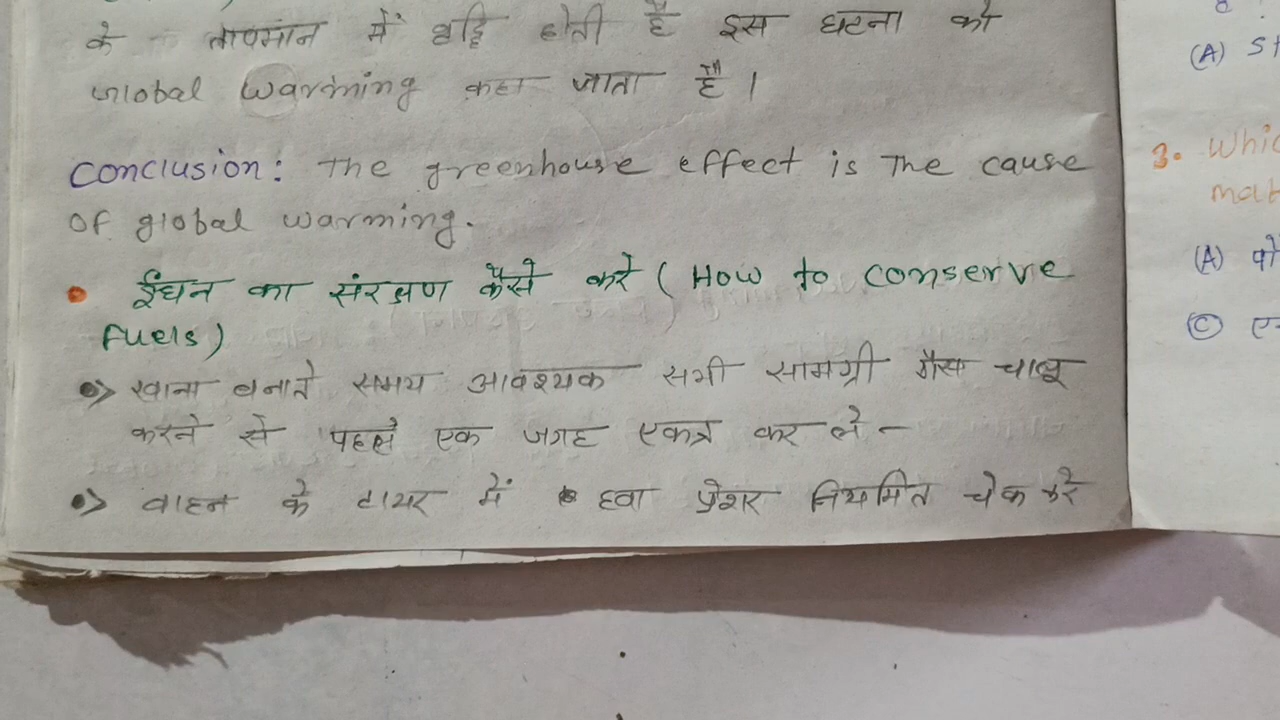 के तापमान में वृद्धि होती है इस घटना को
global warming कहा जाता है।
Conclusion: The greenhouse effect is The cause
of global warming.
• ईंधन का संरक्षण कैसे करे ( How to conserve
fuels)
•> खाना बनाते समय आवश्यक सभी सामग्री गैस चालू
करने से पहले एक जगह एकत्र कर ले -
•> वाहन के टायर में हवा प्रेशर नियमित चेक करे
(A) St
3. Whic
mat
(A)
(C)